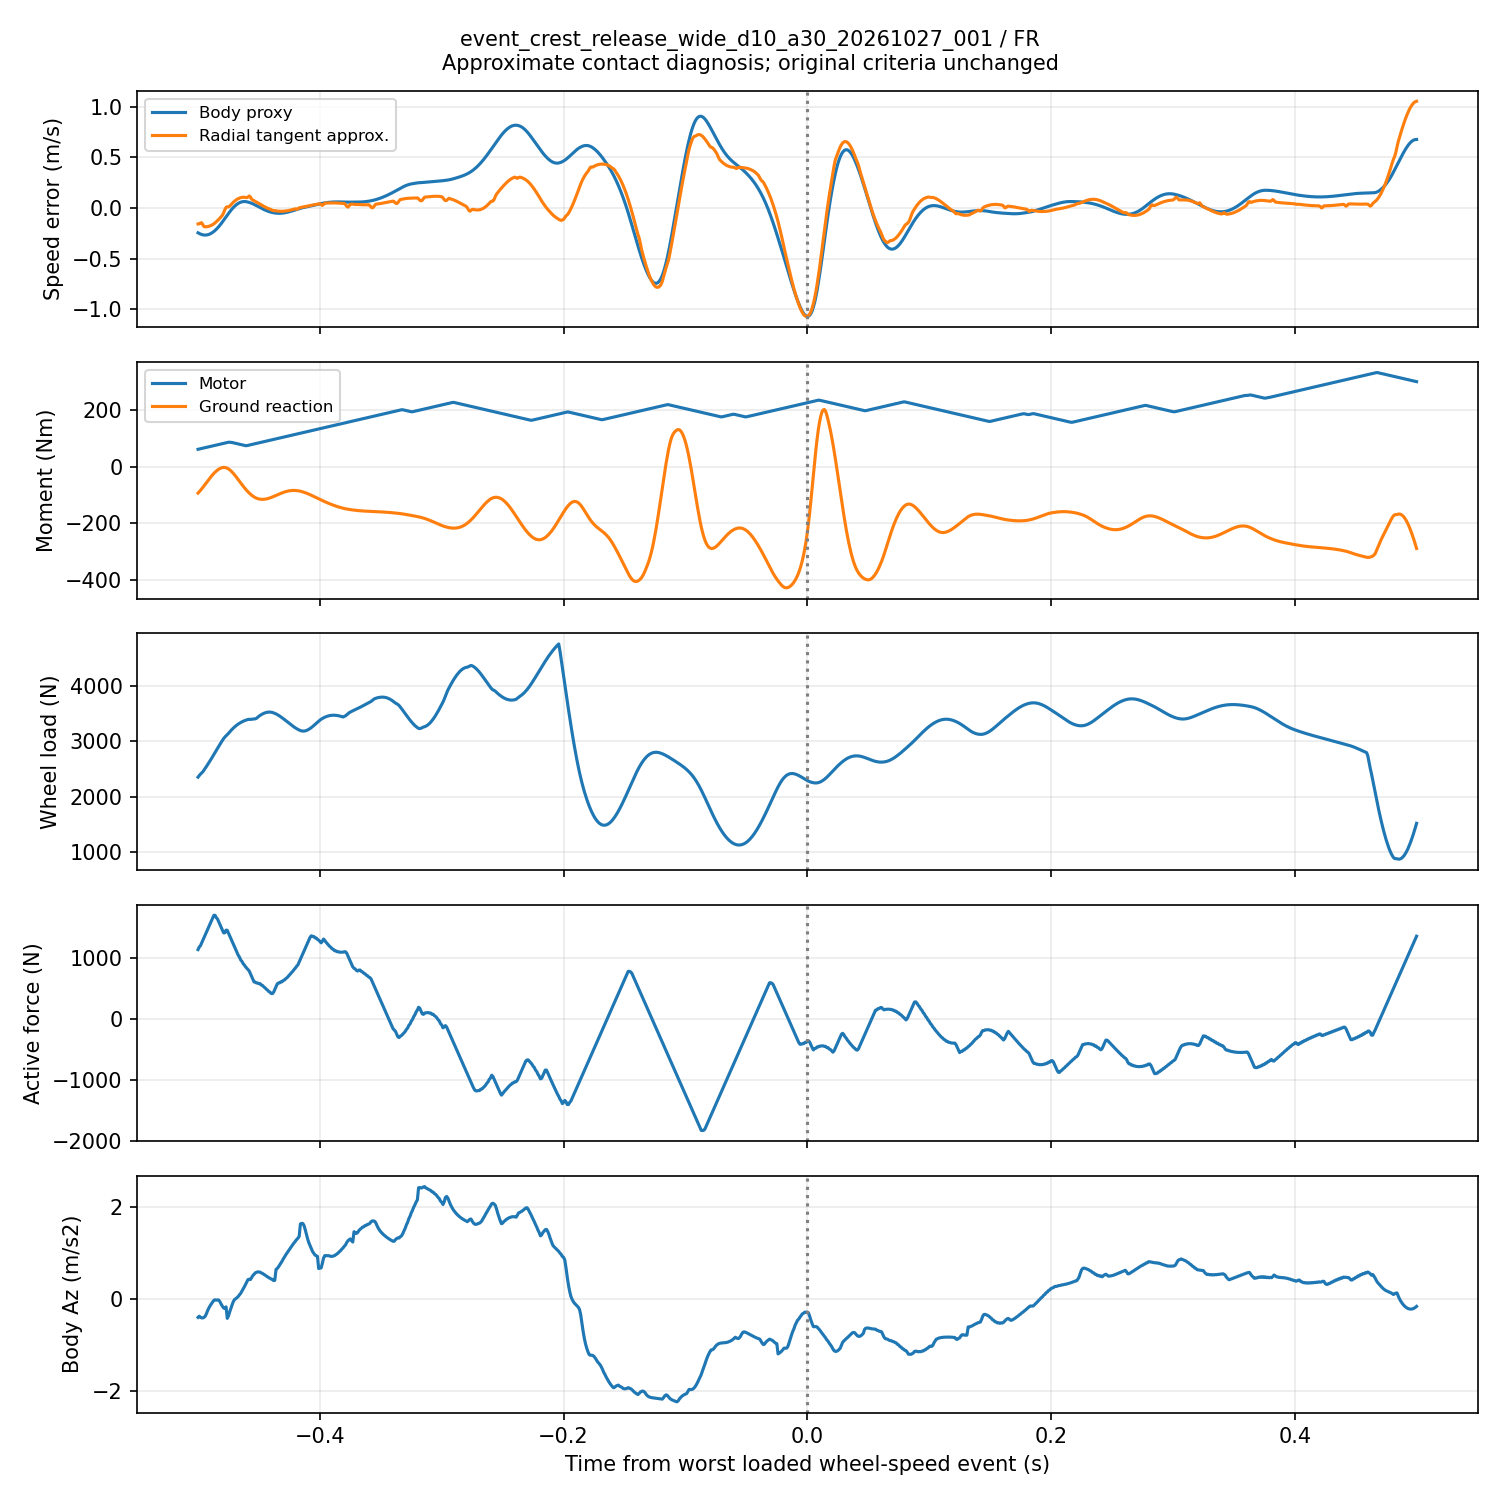 event_crest_release_wide_d10_a30_20261027_001 / FR
Approximate contact diagnosis; original criteria unchanged
Speed error (m/s)
1.0
0.5
0.0
−0.5
−1.0
Body proxy
Radial tangent approx.
Moment (Nm)
200
0
−200
−400
Motor
Ground reaction
Wheel load (N)
4000
3000
2000
1000
Active force (N)
1000
0
−1000
−2000
Body Az (m/s2)
2
0
−2
−0.4 −0.2 0.0 0.2 0.4
Time from worst loaded wheel-speed event (s)